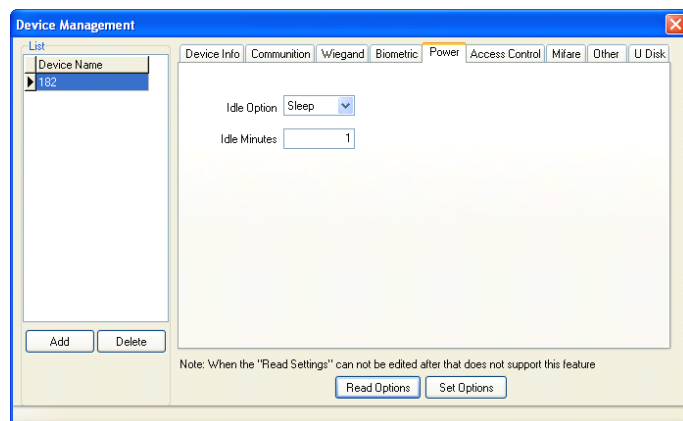 Device Management
List
Device Name
182
Add Delete
Device Info Communition Wiegand Biometric Power Access Control Mifare Other U Disk
Idle Option Sleep
Idle Minutes 1
Note: When the "Read Settings" can not be edited after that does not support this feature
Read Options Set Options